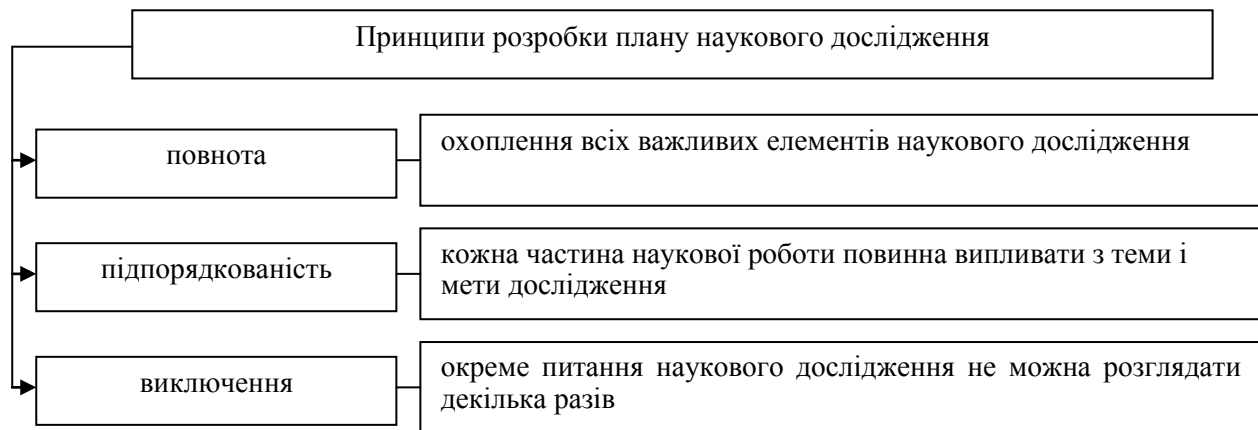 Принципи розробки плану наукового дослідження
повнота
охоплення всіх важливих елементів наукового дослідження
підпорядкованість
кожна частина наукової роботи повинна випливати з теми і
мети дослідження
виключення
окреме питання наукового дослідження не можна розглядати
декілька разів